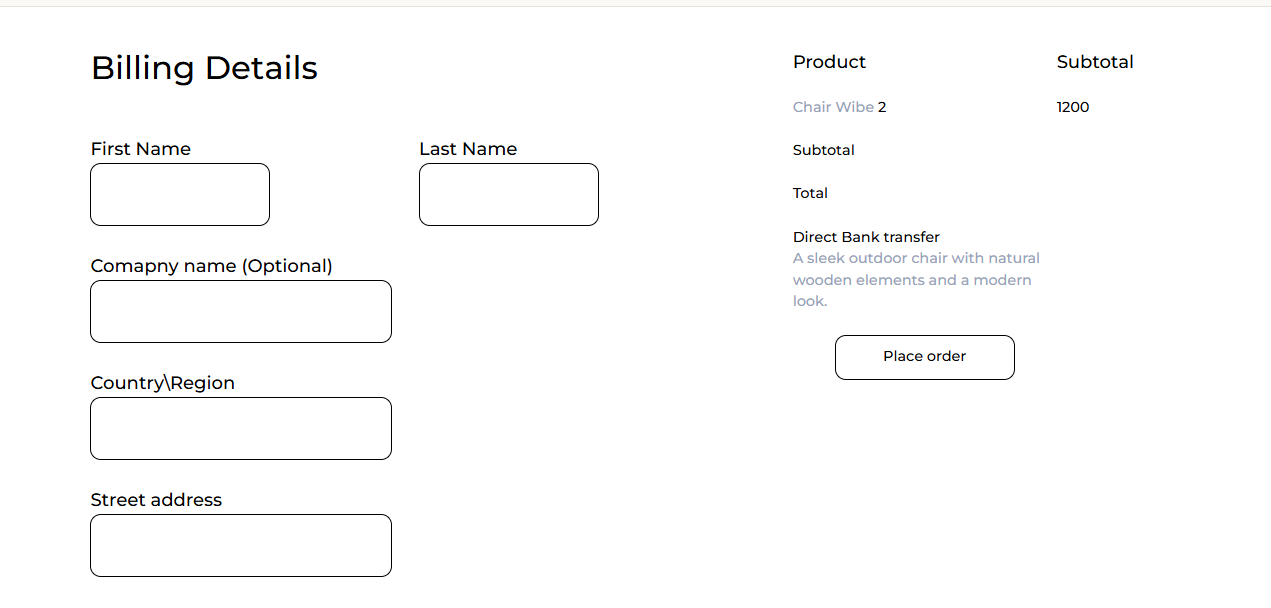 Billing Details
First Name
Last Name
Comapny name (Optional)
Country\Region
Street address
Product Subtotal
Chair Wibe 2 1200
Subtotal
Total
Direct Bank transfer
A sleek outdoor chair with natural
wooden elements and a modern
look.
Place order